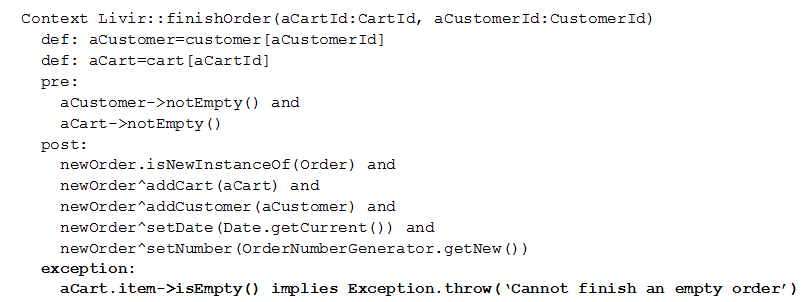 Context Livir::finishOrder(aCartId:CartId, aCustomerId:CustomerId)
def: aCustomer=customer[aCustomerId]
def: aCart=cart[aCartId]
pre:
aCustomer->notEmpty() and
aCart->notEmpty()
post:
newOrder.isNewInstanceOf(Order) and
newOrder^addCart(aCart) and
newOrder^addCustomer(aCustomer) and
newOrder^setDate(Date.getCurrent()) and
newOrder^setNumber(OrderNumberGenerator.getNew())
exception:
aCart.item->isEmpty() implies Exception.throw(‘Cannot finish an empty order’)